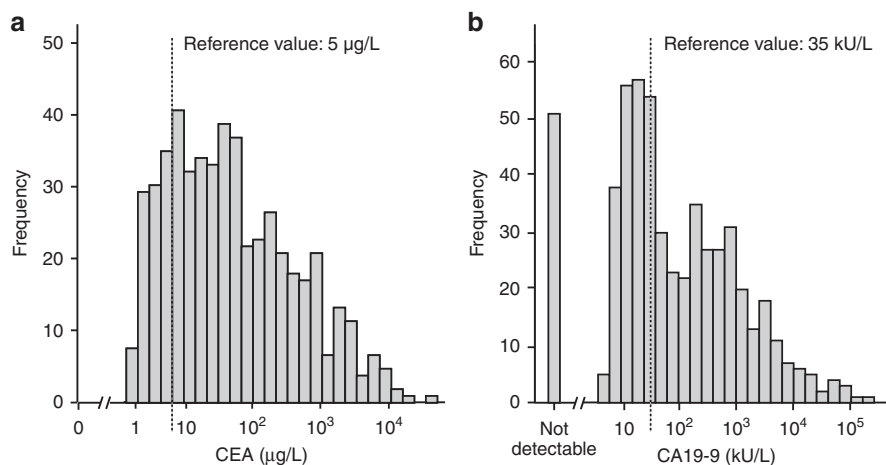 a
Reference value: 5 µg/L
Frequency
50
40
30
20
10
0
0 1 10 10² 10³ 10⁴
CEA (µg/L)
b
Reference value: 35 kU/L
Frequency
60
50
40
30
20
10
0
Not detectable 10 10² 10³ 10⁴ 10⁵
CA19-9 (kU/L)